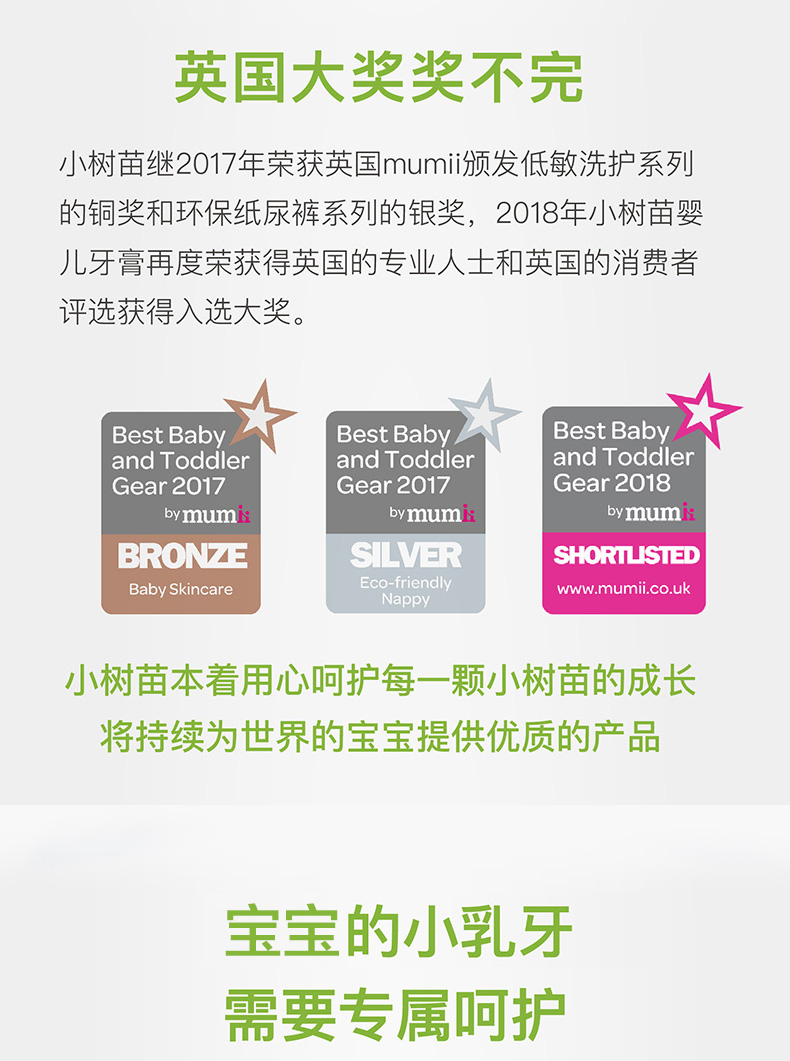 英国大奖奖不完
小树苗继2017年荣获英国mumii颁发低敏洗护系列
的铜奖和环保纸尿裤系列的银奖，2018年小树苗婴
儿牙膏再度荣获得英国的专业人士和英国的消费者
评选获得入选大奖。
Best Baby
and Toddler
Gear 2017
by mumii
BRONZE
Baby Skincare
Best Baby
and Toddler
Gear 2017
by mumii
SILVER
Eco-friendly
Nappy
Best Baby
and Toddler
Gear 2018
by mumii
SHORTLISTED
www.mumii.co.uk
小树苗本着用心呵护每一颗小树苗的成长
将持续为世界的宝宝提供优质的产品
宝宝的小乳牙
需要专属呵护